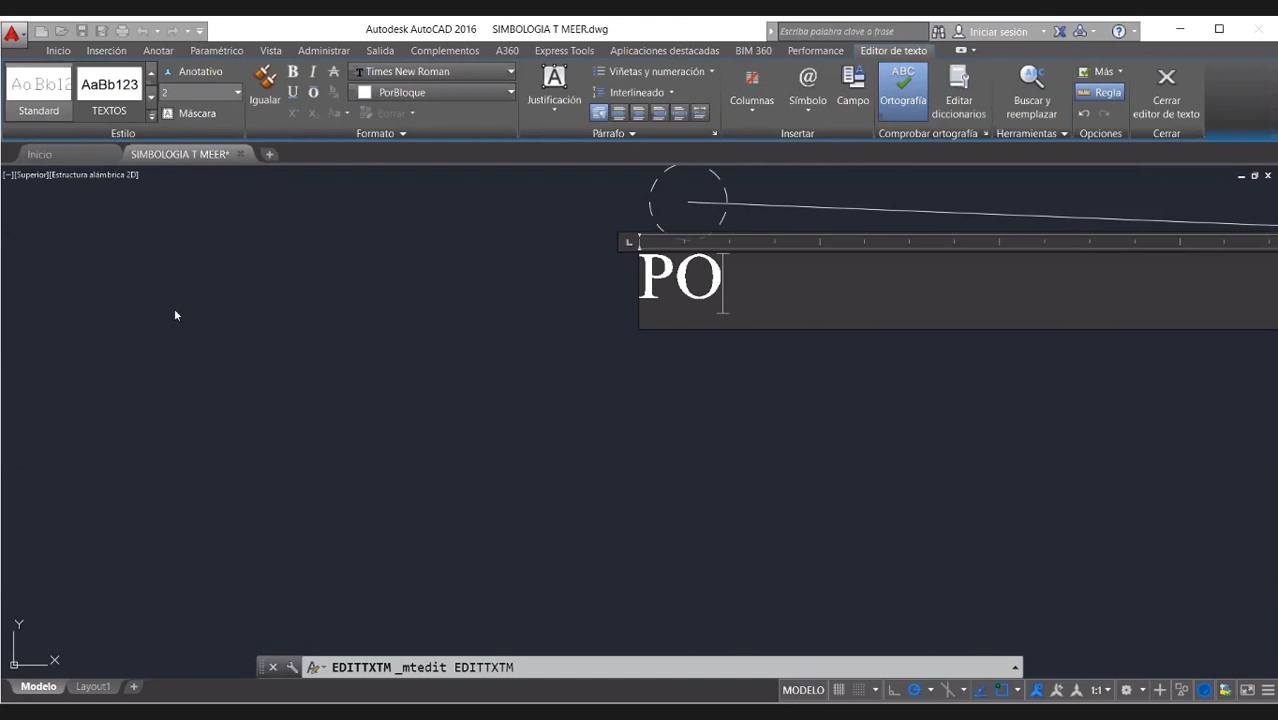 Autodesk AutoCAD 2016 SIMBOLOGIA T MEER.dwg
Escriba palabra clave o frase
Iniciar sesión
Inicio Inserción Anotar Paramétrico Vista Administrar Salida Complementos A360 Express Tools Aplicaciones destacadas BIM 360 Performance Editor de texto
Aa Bb12
Standard
AaBb123
TEXTOS
Anotativo
2
Máscara
Estilo
Igualar
B I A
Times New Roman
U O
PorBloque
Aa
Borrar
Formato
A
Justificación
Viñetas y numeración
Interlineado
Párrafo
Columnas
@
Símbolo
Campo
Insertar
ABC
Ortografía
Editar
diccionarios
Comprobar ortografía
Buscar y
reemplazar
Herramientas
Más
Regla
Opciones
Cerrar
editor de texto
Cerrar
Inicio SIMBOLOGIA T MEER*
[−][Superior][Estructura alámbrica 2D]
PO
Y
X
EDITTXTM _mtedit EDITTXTM
Modelo Layout1
MODELO
1:1